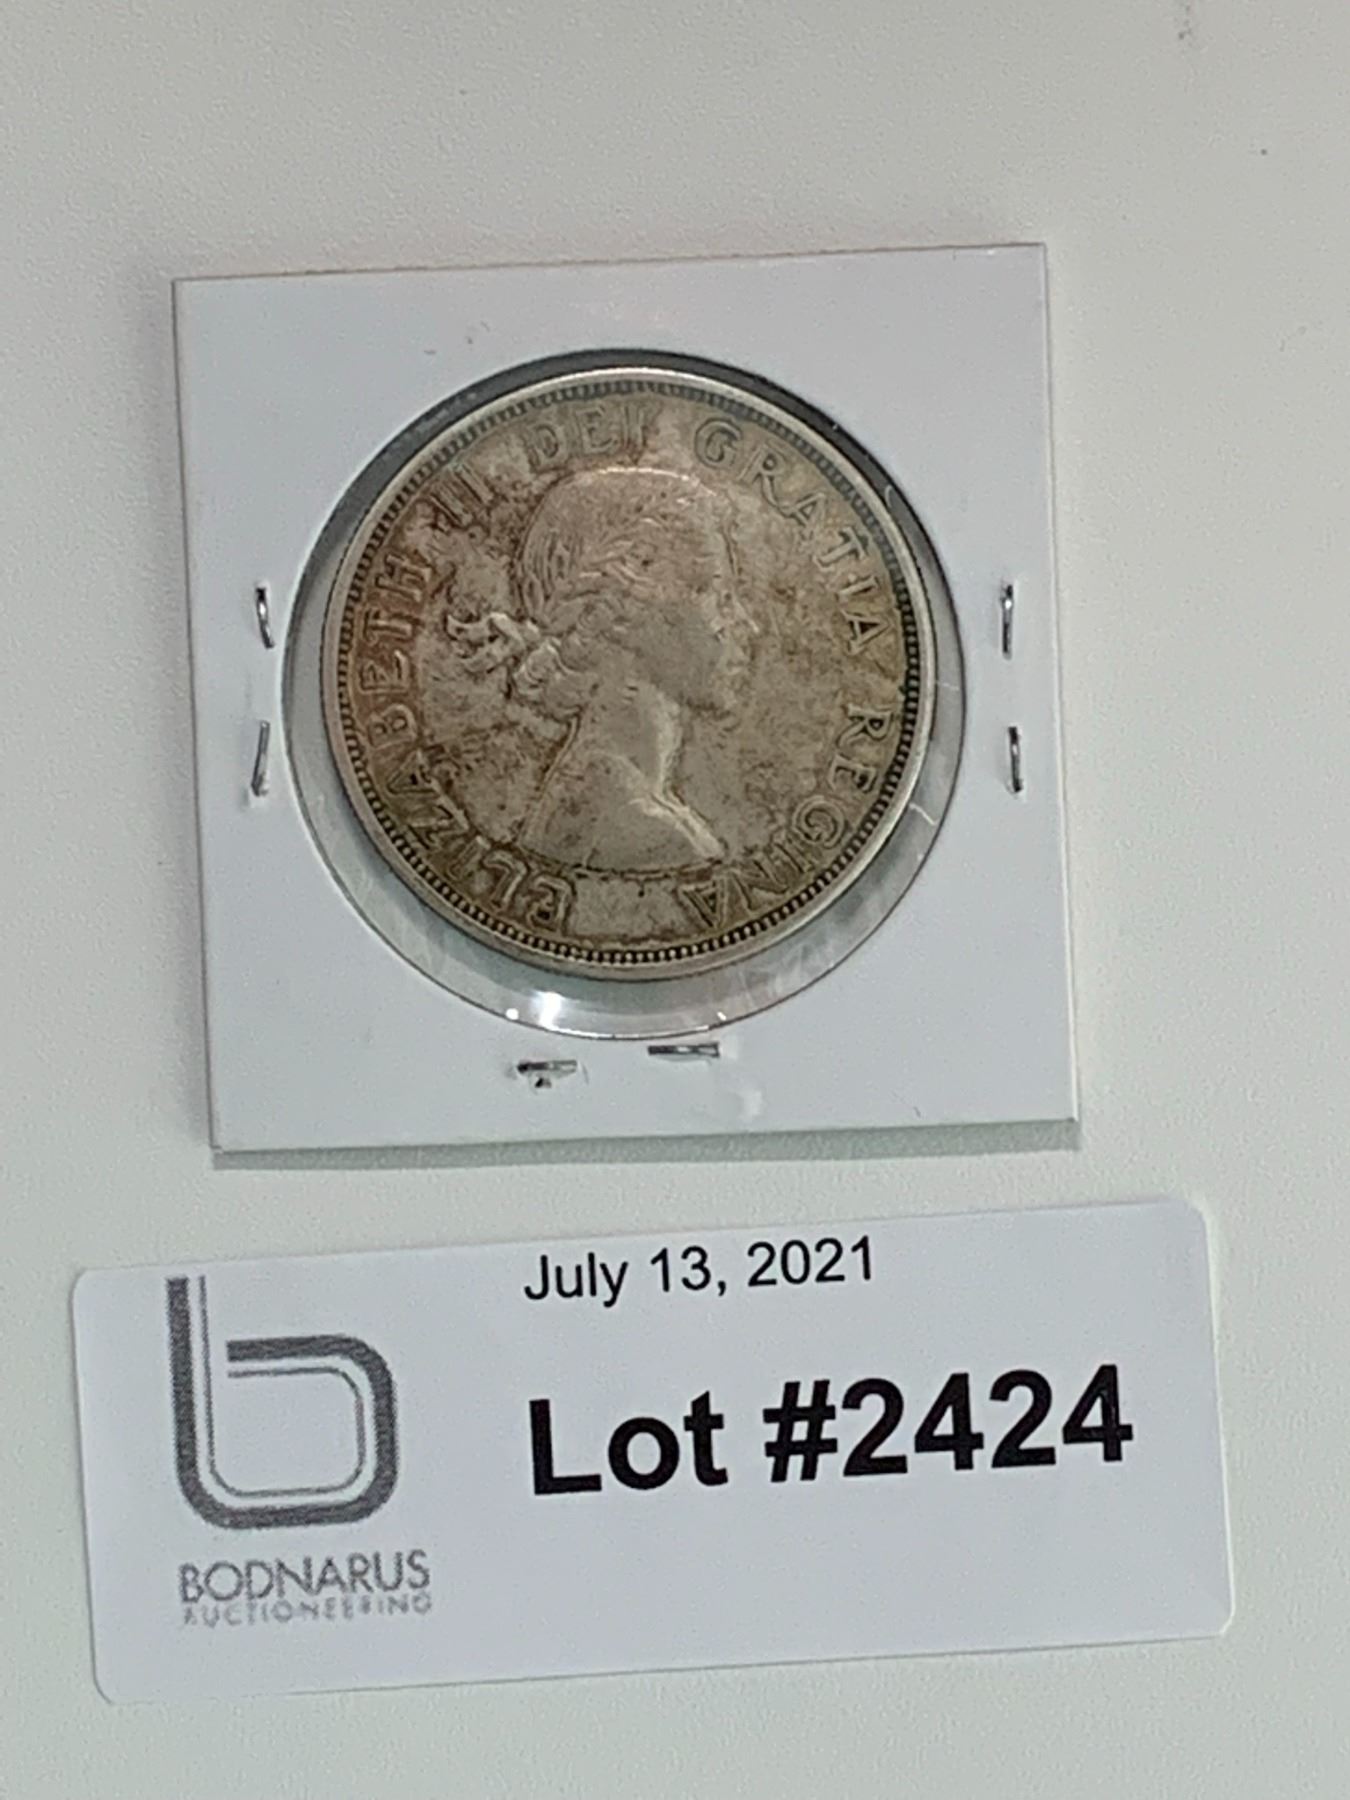 ELIZABETH II DEI GRATIA REGINA
July 13, 2021
Lot #2424
BODNARUS
AUCTIONEERING